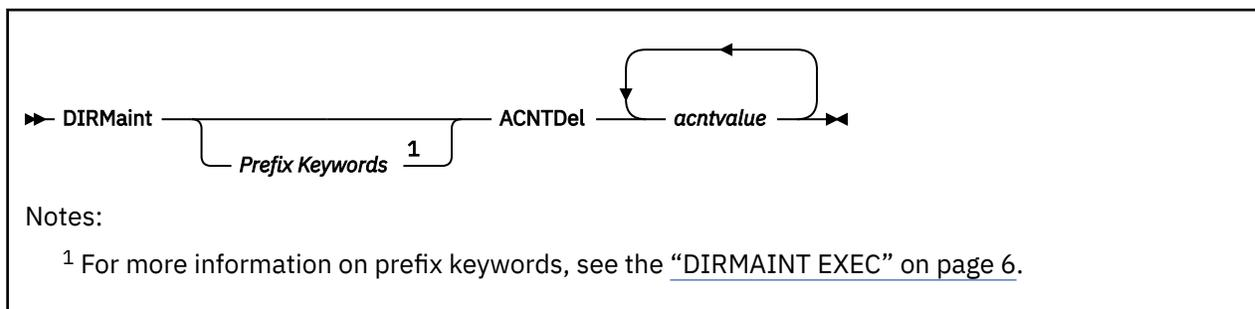 DIRMaint ACNTDel acntvalue
Prefix Keywords 1
Notes:
1 For more information on prefix keywords, see the “DIRMAINT EXEC” on page 6.